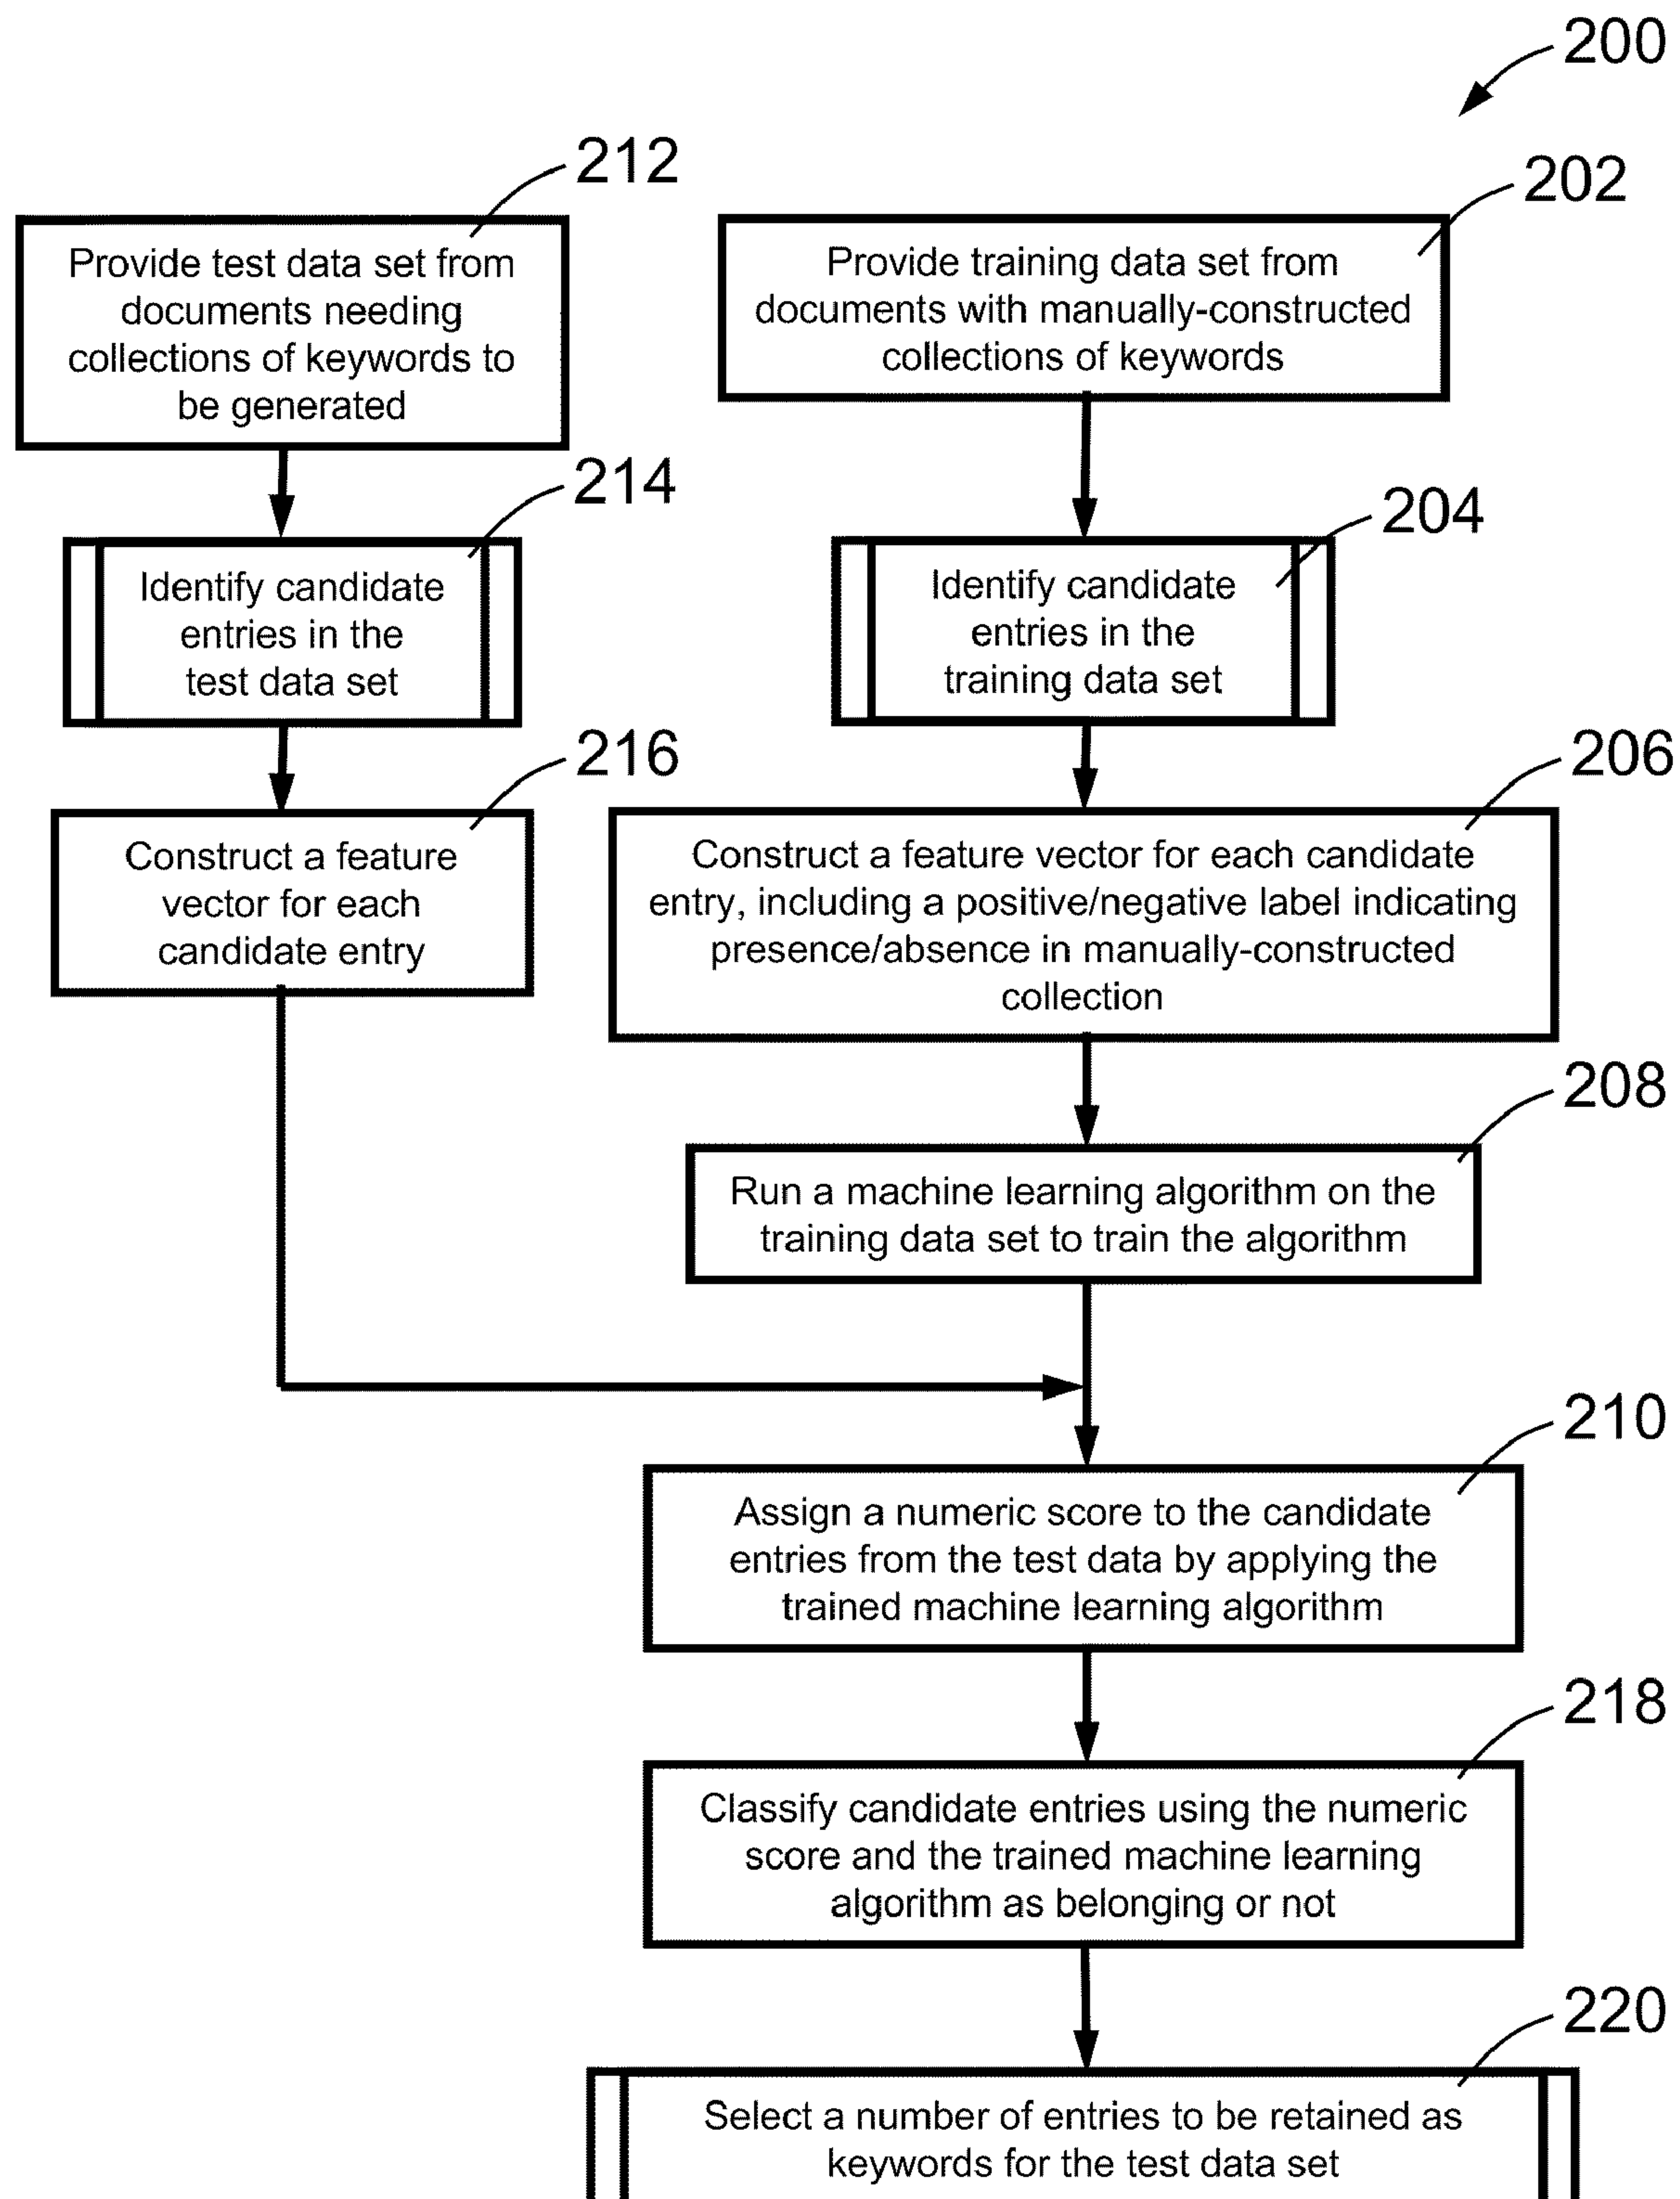 200
212
Provide test data set from
documents needing
collections of keywords to
be generated
202
Provide training data set from
documents with manually-constructed
collections of keywords
214
Identify candidate
entries in the
test data set
204
Identify candidate
entries in the
training data set
216
Construct a feature
vector for each
candidate entry
206
Construct a feature vector for each candidate
entry, including a positive/negative label indicating
presence/absence in manually-constructed
collection
208
Run a machine learning algorithm on the
training data set to train the algorithm
210
Assign a numeric score to the candidate
entries from the test data by applying the
trained machine learning algorithm
218
Classify candidate entries using the numeric
score and the trained machine learning
algorithm as belonging or not
220
Select a number of entries to be retained as
keywords for the test data set